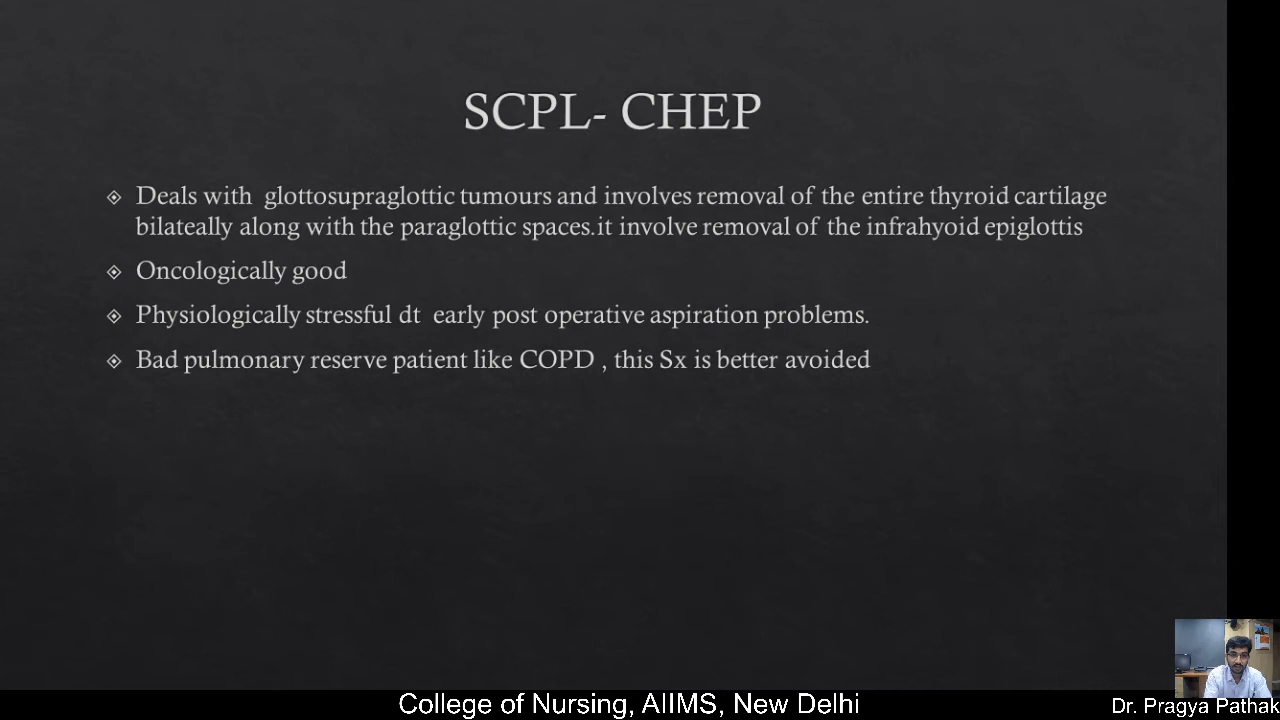 SCPL- CHEP
Deals with glottosupraglottic tumours and involves removal of the entire thyroid cartilage
bilateally along with the paraglottic spaces.it involve removal of the infrahyoid epiglottis
Oncologically good
Physiologically stressful dt early post operative aspiration problems.
Bad pulmonary reserve patient like COPD , this Sx is better avoided
College of Nursing, AIIMS, New Delhi
Dr. Pragya Pathak